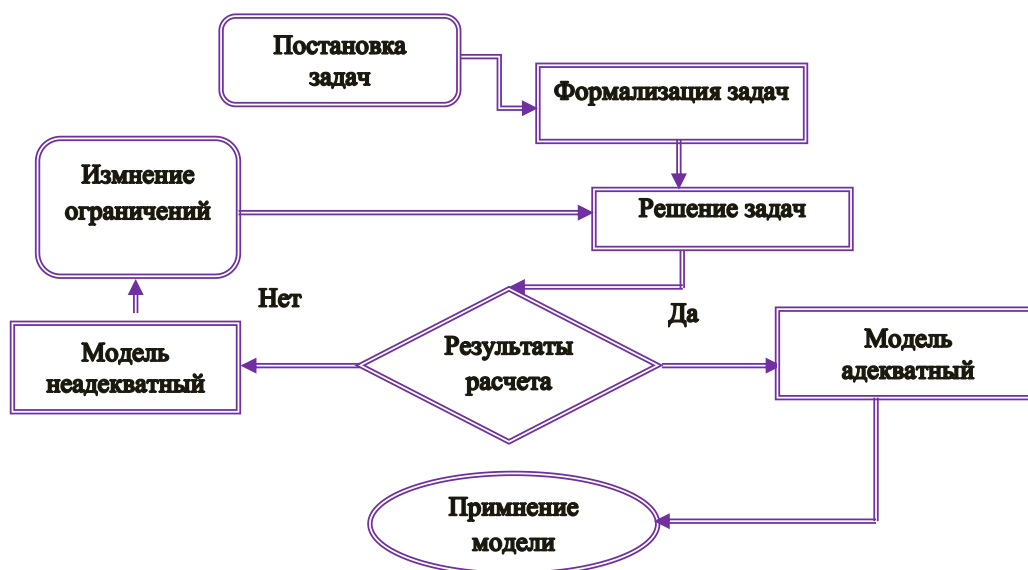 Постановка
задач
Формализация задач
Измнение
ограничений
Решение задач
Нет
Да
Модель
неадекватный
Результаты
расчета
Модель
адекватный
Примнение
модели